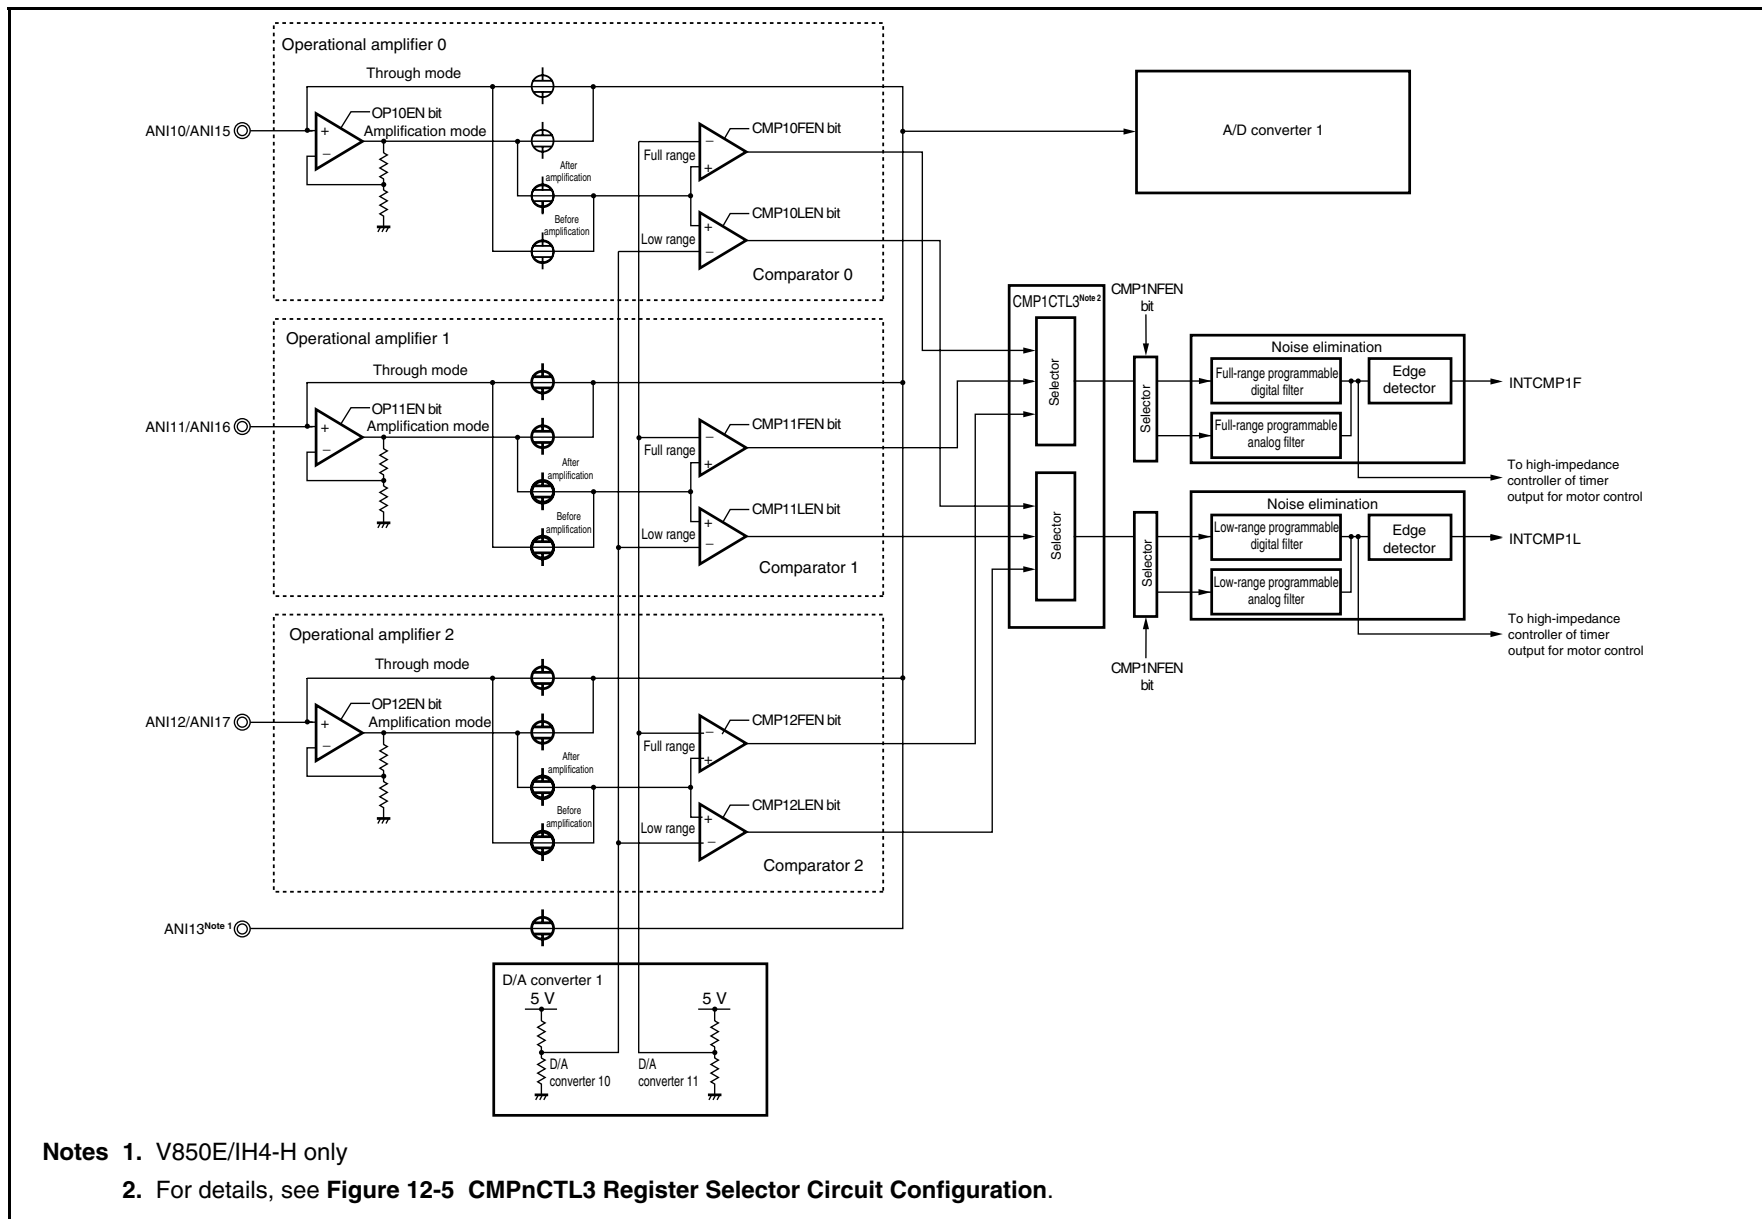 Operational amplifier 0
Through mode
OP10EN bit
ANI10/ANI15
Amplification mode
+
−
After
amplification
Before
amplification
CMP10FEN bit
−
Full range
+
CMP10LEN bit
+
Low range
−
Comparator 0
A/D converter 1
Operational amplifier 1
Through mode
OP11EN bit
ANI11/ANI16
Amplification mode
+
−
After
amplification
Before
amplification
CMP11FEN bit
−
Full range
+
CMP11LEN bit
+
Low range
−
Comparator 1
Operational amplifier 2
Through mode
OP12EN bit
ANI12/ANI17
Amplification mode
+
−
After
amplification
Before
amplification
CMP12FEN bit
−
Full range
+
CMP12LEN bit
+
Low range
−
Comparator 2
ANI13Note 1
D/A converter 1
5 V
5 V
D/A
converter 10
D/A
converter 11
CMP1CTL3Note 2
Selector
Selector
CMP1NFEN
bit
Selector
Selector
CMP1NFEN
bit
Noise elimination
Full-range programmable
digital filter
Edge
detector
INTCMP1F
Full-range programmable
analog filter
To high-impedance
controller of timer
output for motor control
Noise elimination
Low-range programmable
digital filter
Edge
detector
INTCMP1L
Low-range programmable
analog filter
To high-impedance
controller of timer
output for motor control
Notes 1. V850E/IH4-H only
2. For details, see Figure 12-5 CMPnCTL3 Register Selector Circuit Configuration.